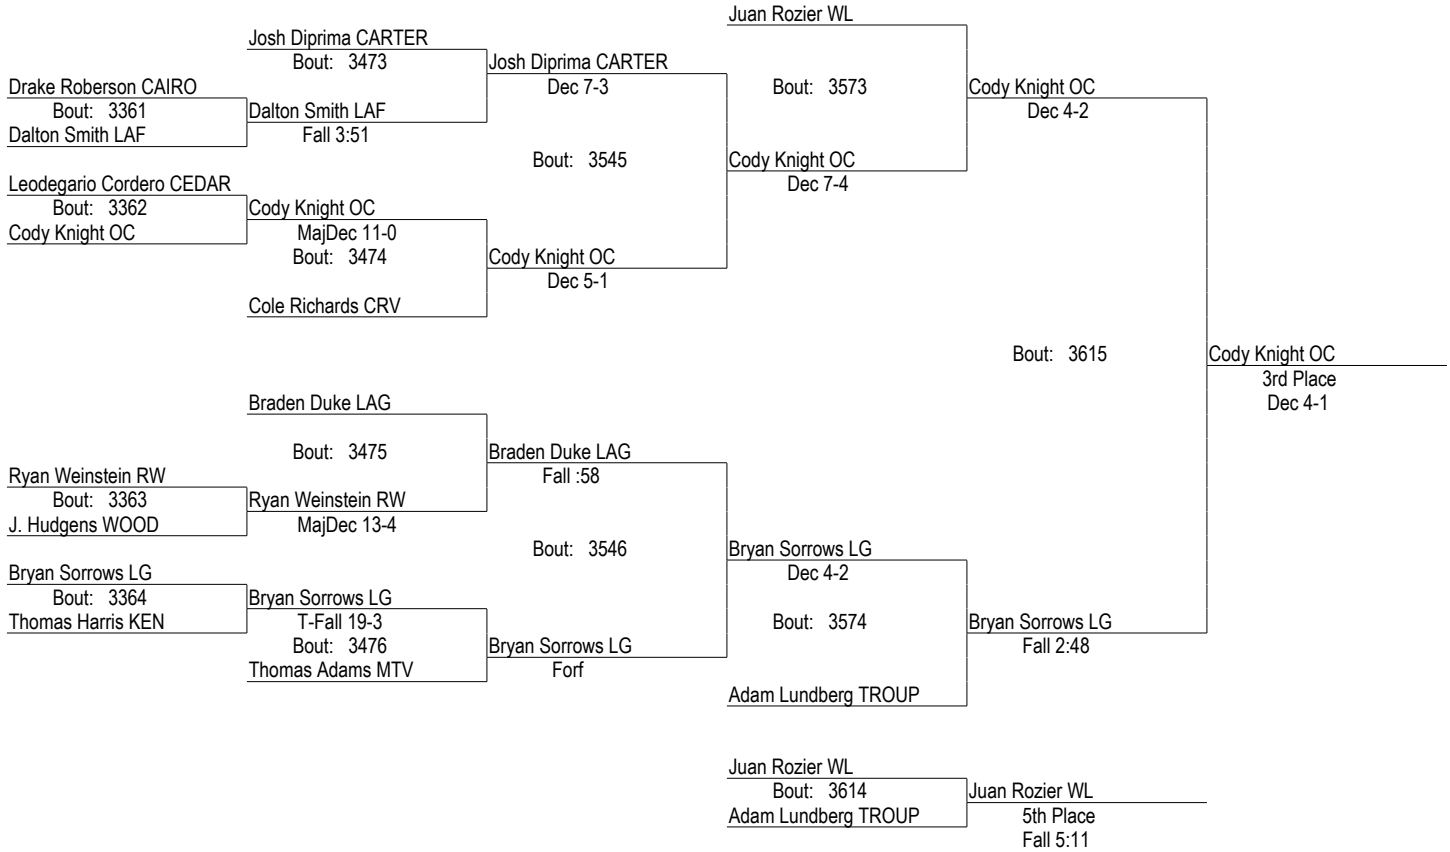 Juan Rozier WL
Josh Diprima CARTER
Bout: 3473
Josh Diprima CARTER
Dec 7-3
Drake Roberson CAIRO
Bout: 3361
Dalton Smith LAF
Dalton Smith LAF
Fall 3:51
Bout: 3573
Cody Knight OC
Dec 4-2
Bout: 3545
Cody Knight OC
Dec 7-4
Leodegario Cordero CEDAR
Bout: 3362
Cody Knight OC
Cody Knight OC
MajDec 11-0
Bout: 3474
Cody Knight OC
Dec 5-1
Cole Richards CRV
Bout: 3615
Cody Knight OC
3rd Place
Dec 4-1
Braden Duke LAG
Bout: 3475
Braden Duke LAG
Fall :58
Ryan Weinstein RW
Bout: 3363
J. Hudgens WOOD
Ryan Weinstein RW
MajDec 13-4
Bout: 3546
Bryan Sorrows LG
Dec 4-2
Bryan Sorrows LG
Bout: 3364
Thomas Harris KEN
Bryan Sorrows LG
T-Fall 19-3
Bout: 3476
Thomas Adams MTV
Bryan Sorrows LG
Forf
Bout: 3574
Bryan Sorrows LG
Fall 2:48
Adam Lundberg TROUP
Juan Rozier WL
Bout: 3614
Adam Lundberg TROUP
Juan Rozier WL
5th Place
Fall 5:11